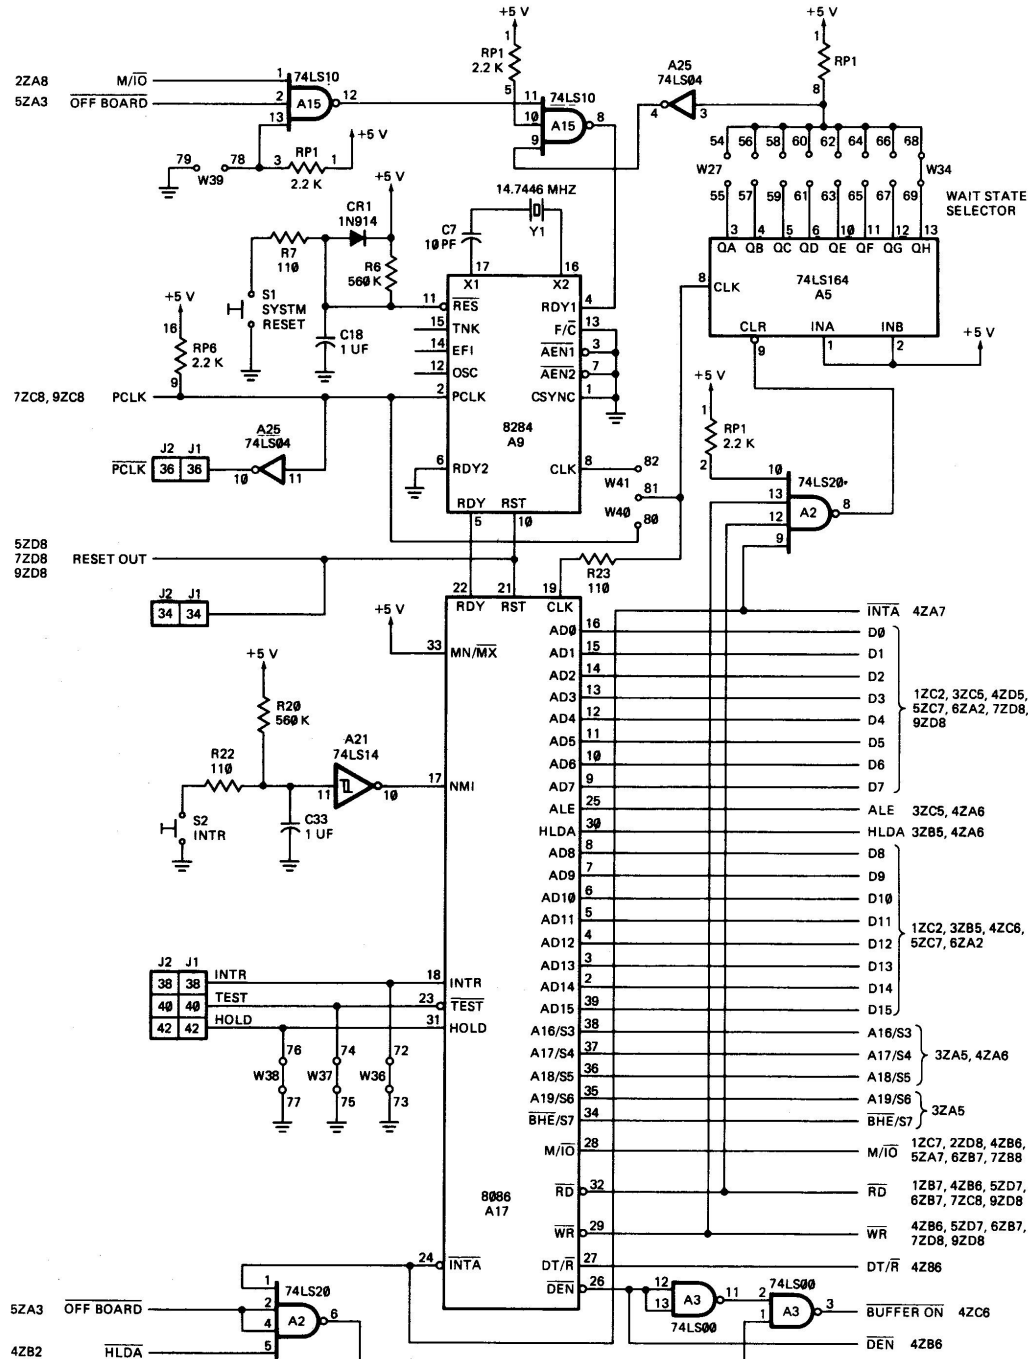 +5 V
+5 V
1
RP1
2.2 K
5
RP1
8
A25
74LS04
4
3
2ZA8
M/IO
1
74LS10
5ZA3
OFF BOARD
2
A15
12
13
11
74LS10
10
A15
8
9
+5 V
79
78
3
RP1
1
W39
2.2 K
54
56
58
60
62
64
66
68
W27
W34
55
57
59
61
63
65
67
69
WAIT STATE
SELECTOR
3
4
5
6
10
11
12
13
QA
QB
QC
QD
QE
QF
QG
QH
8
CLK
74LS164
A5
CLR
INA
INB
9
1
2
+5 V
+5 V
CR1
1N914
R7
110
R6
560 K
14.7446 MHZ
C7
10 PF
Y1
17
16
X1
X2
S1
SYSTM
RESET
C18
1 UF
11
RES
RDY1
4
15
TNK
F/C
13
14
EFI
AEN1
3
12
OSC
AEN2
7
2
PCLK
CSYNC
1
8284
A9
6
RDY2
CLK
8
RDY
RST
5
10
+5 V
16
RP6
2.2 K
9
7ZC8, 9ZC8
PCLK
A25
74LS04
J2
J1
PCLK
36
36
10
11
82
W41
81
W40
80
+5 V
1
RP1
2.2 K
2
10
74LS20
13
A2
8
12
9
5ZD8
7ZD8
RESET OUT
9ZD8
J2
J1
34
34
R23
110
22
21
19
RDY
RST
CLK
+5 V
33
MN/MX
INTA 4ZA7
AD0 16 D0
AD1 15 D1
AD2 14 D2
AD3 13 D3
AD4 12 D4
AD5 11 D5
AD6 10 D6
AD7 9 D7
1ZC2, 3ZC5, 4ZD5,
5ZC7, 6ZA2, 7ZD8,
9ZD8
+5 V
R20
560 K
A21
74LS14
R22
110
11
10
17
NMI
S2
INTR
C33
1 UF
ALE 25 ALE 3ZC5, 4ZA6
HLDA 30 HLDA 3ZB5, 4ZA6
AD8 8 D8
AD9 7 D9
AD10 6 D10
AD11 5 D11
AD12 4 D12
AD13 3 D13
AD14 2 D14
AD15 39 D15
1ZC2, 3ZB5, 4ZC6,
5ZC7, 6ZA2
J2
J1
38 38 INTR 18 INTR
40 40 TEST 23 TEST
42 42 HOLD 31 HOLD
76
74
72
W38
W37
W36
77
75
73
38 A16/S3
A17/S4 37 A17/S4 3ZA5, 4ZA6
A18/S5 36 A18/S5
A16/S3
A19/S6 35 A19/S6
BHE/S7 34 BHE/S7
3ZA5
M/IO 28 M/IO
1ZC7, 2ZD8, 4ZB6,
5ZA7, 6ZB7, 7ZB8
8086
A17
RD 32 RD
1ZB7, 4ZB6, 5ZD7,
6ZB7, 7ZC8, 9ZD8
WR 29 WR
4ZB6, 5ZD7, 6ZB7,
7ZD8, 9ZD8
24
INTA
DT/R 27 DT/R 4Z86
DEN 26
12
A3
11
13
74LS00
74LS00
2
A3
3
1
BUFFER ON 4ZC6
DEN 4ZB6
1
74LS20
5ZA3
OFF BOARD
2
A2
6
4
4ZB2
HLDA
5